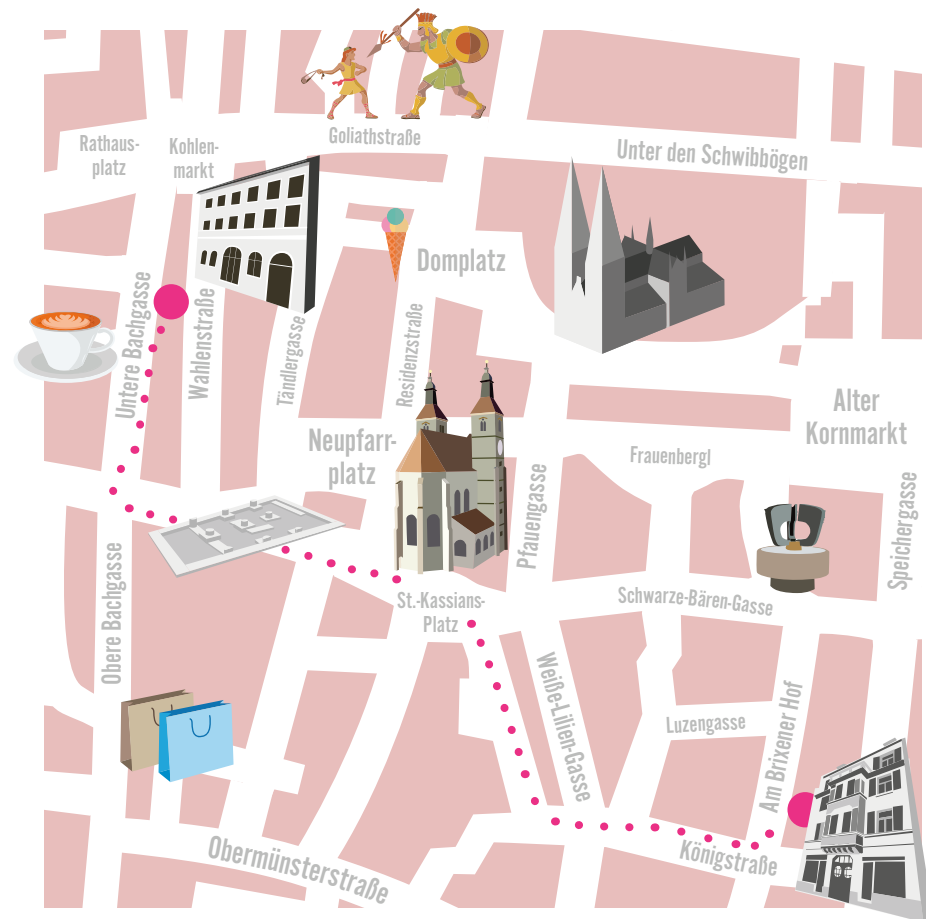 Goliathstraße
Rathaus-
platz
Kohlen-
markt
Unter den Schwibbögen
Domplatz
Untere Bachgasse
Wahlenstraße
Tändlergasse
Residenzstraße
Alter
Kornmarkt
Neupfarr-
platz
Frauenbergl
Pfauengasse
Speichergasse
Obere Bachgasse
St.-Kassians-
Platz
Schwarze-Bären-Gasse
Weiße-Lilien-Gasse
Luzengasse
Am Brixener Hof
Königstraße
Obermünsterstraße